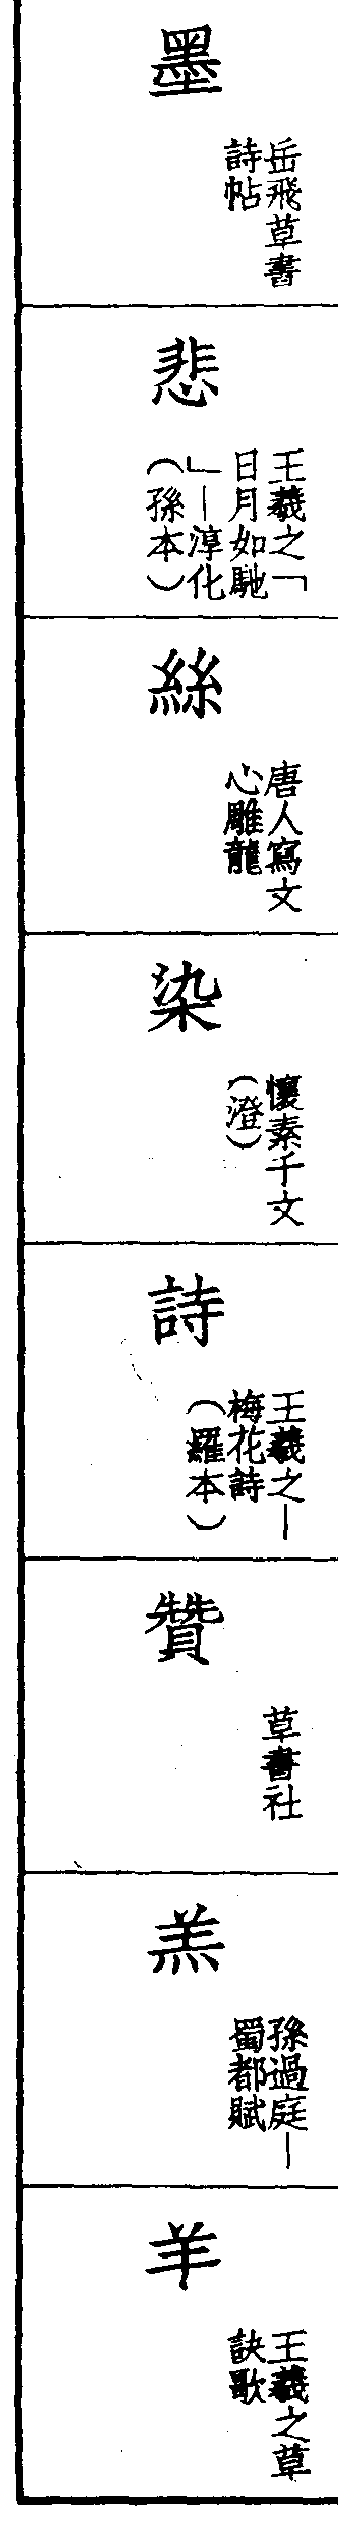 墨
岳飛草書
詩帖
悲
王羲之「
日月如馳
」—淳化
（孫本）
絲
唐人寫文
心雕龍
染
懷素千文
（澄）
詩
王羲之—
梅花詩
（羅本）
贊
草書社
羔
孫過庭—
蜀都賦
羊
王羲之草
訣歌